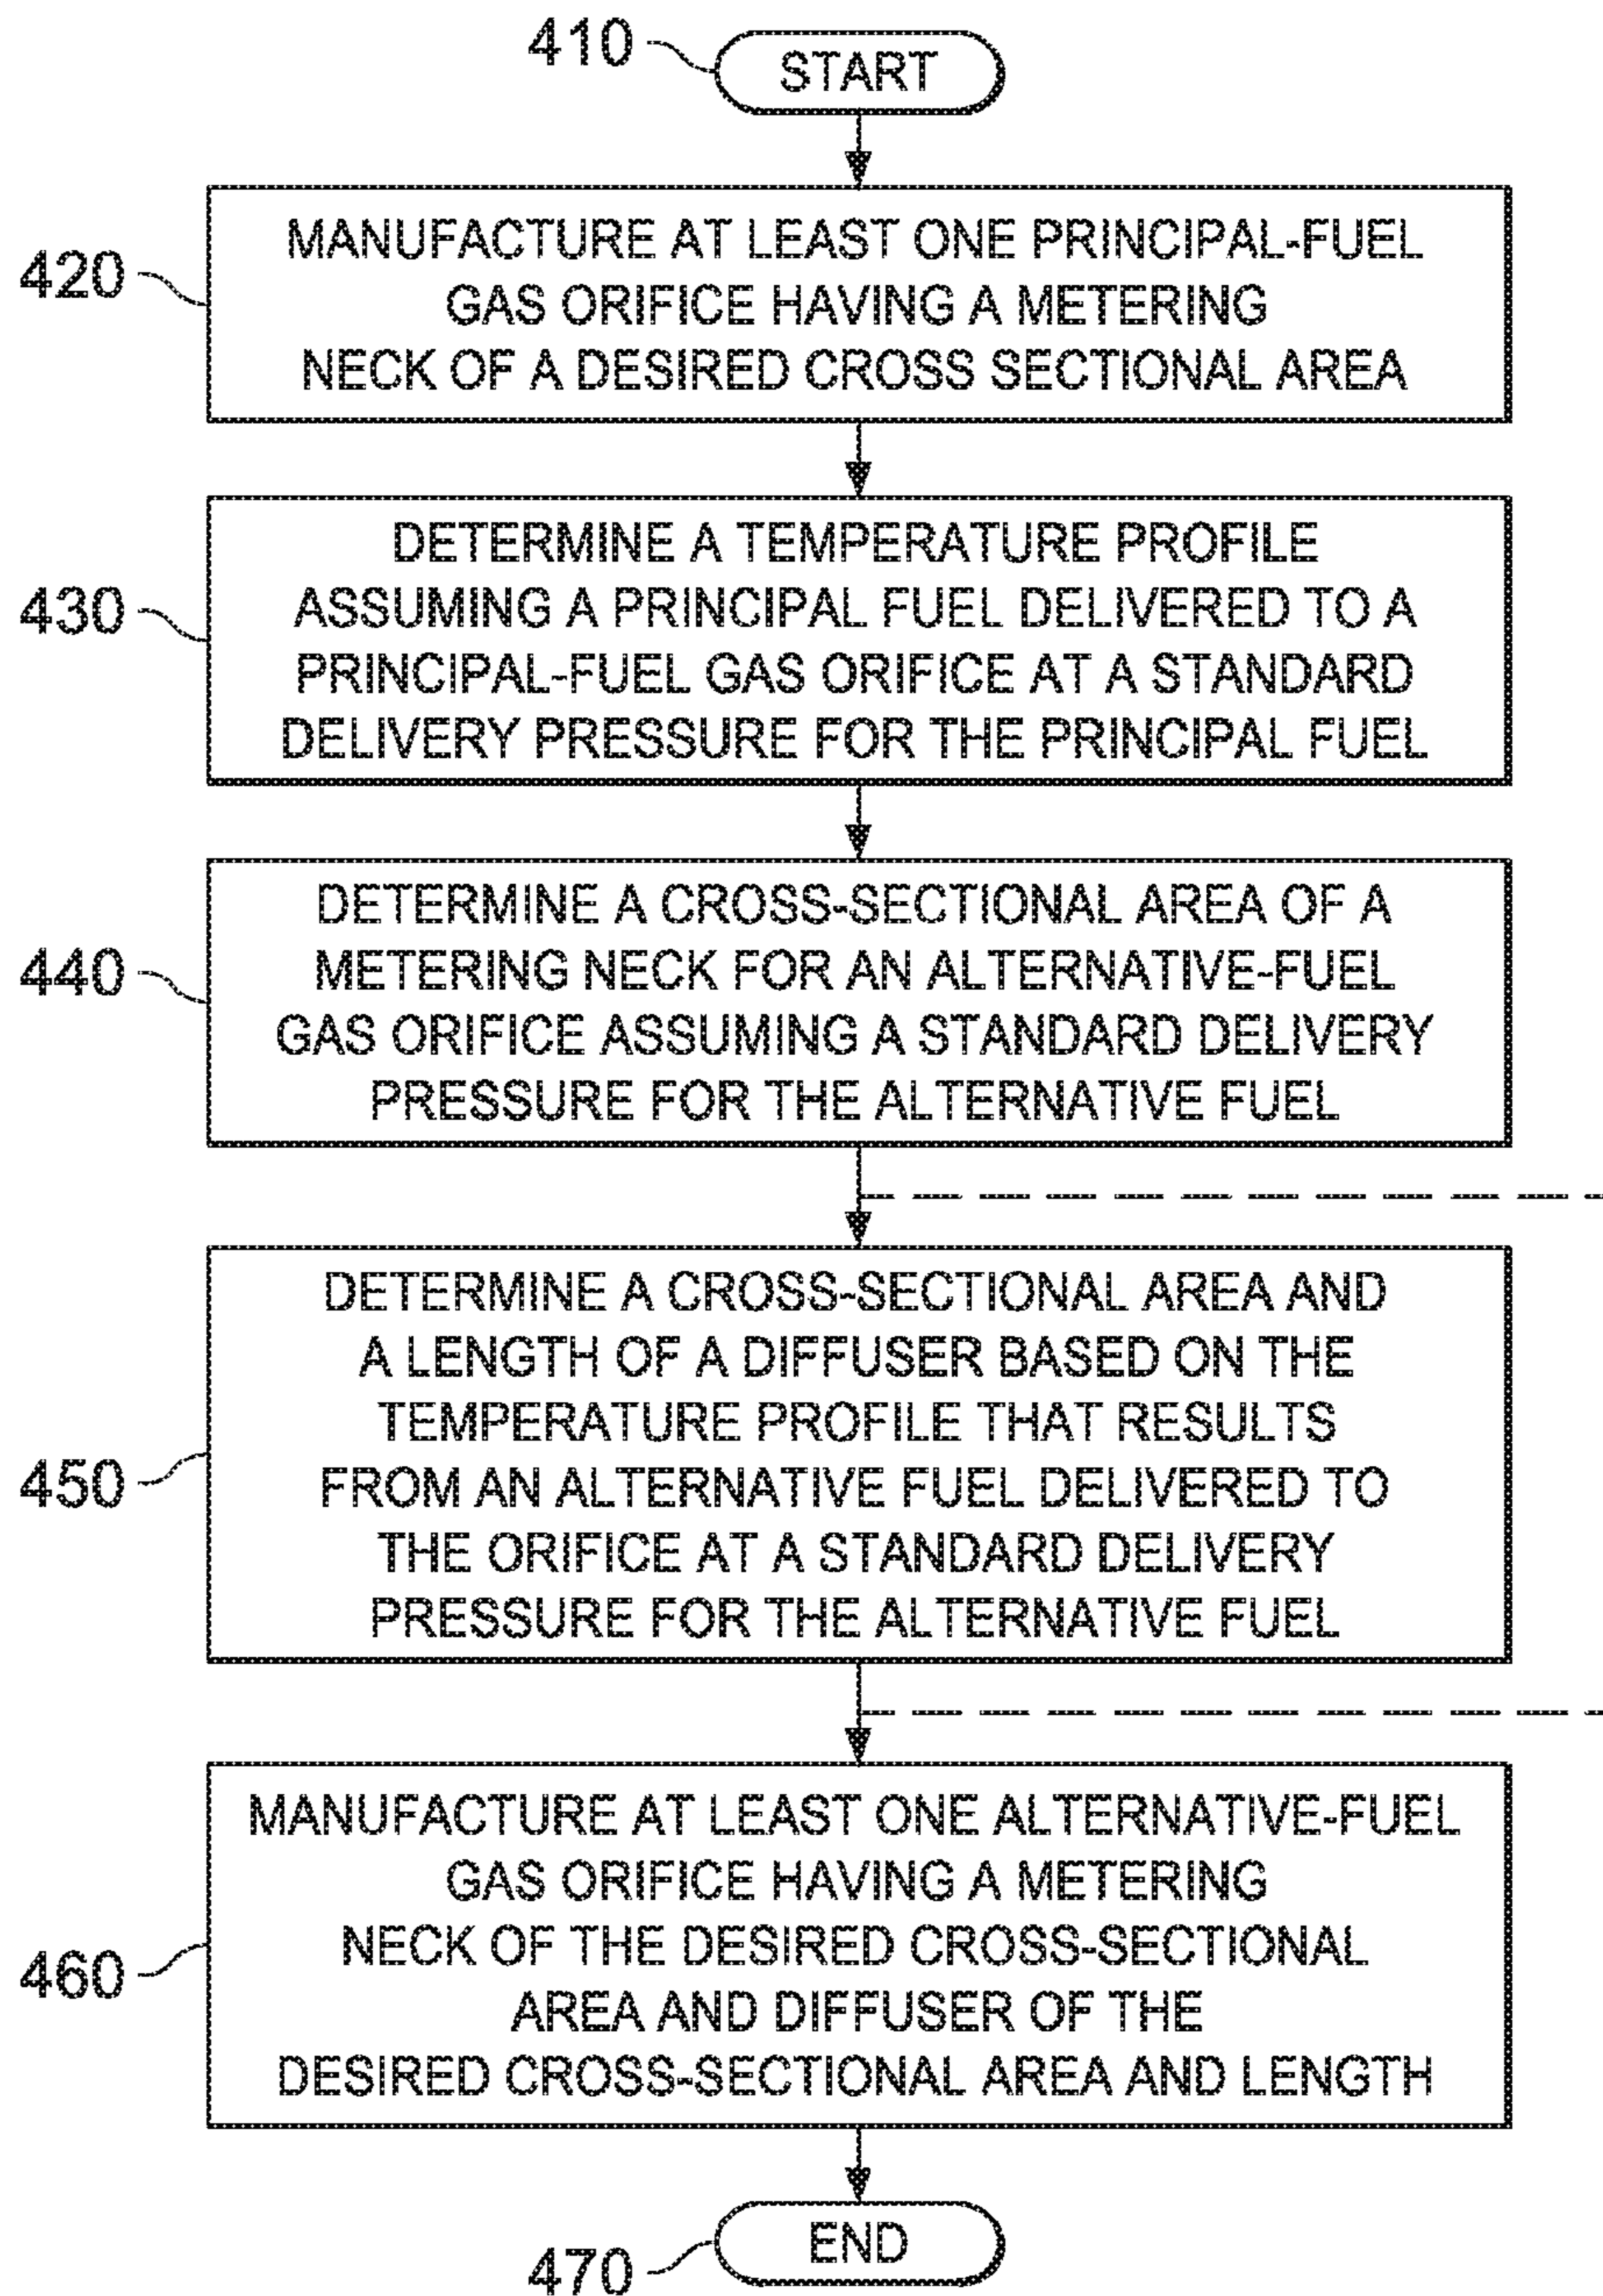 410
START
420
MANUFACTURE AT LEAST ONE PRINCIPAL-FUEL
GAS ORIFICE HAVING A METERING
NECK OF A DESIRED CROSS SECTIONAL AREA
430
DETERMINE A TEMPERATURE PROFILE
ASSUMING A PRINCIPAL FUEL DELIVERED TO A
PRINCIPAL-FUEL GAS ORIFICE AT A STANDARD
DELIVERY PRESSURE FOR THE PRINCIPAL FUEL
440
DETERMINE A CROSS-SECTIONAL AREA OF A
METERING NECK FOR AN ALTERNATIVE-FUEL
GAS ORIFICE ASSUMING A STANDARD DELIVERY
PRESSURE FOR THE ALTERNATIVE FUEL
450
DETERMINE A CROSS-SECTIONAL AREA AND
A LENGTH OF A DIFFUSER BASED ON THE
TEMPERATURE PROFILE THAT RESULTS
FROM AN ALTERNATIVE FUEL DELIVERED TO
THE ORIFICE AT A STANDARD DELIVERY
PRESSURE FOR THE ALTERNATIVE FUEL
460
MANUFACTURE AT LEAST ONE ALTERNATIVE-FUEL
GAS ORIFICE HAVING A METERING
NECK OF THE DESIRED CROSS-SECTIONAL
AREA AND DIFFUSER OF THE
DESIRED CROSS-SECTIONAL AREA AND LENGTH
470
END